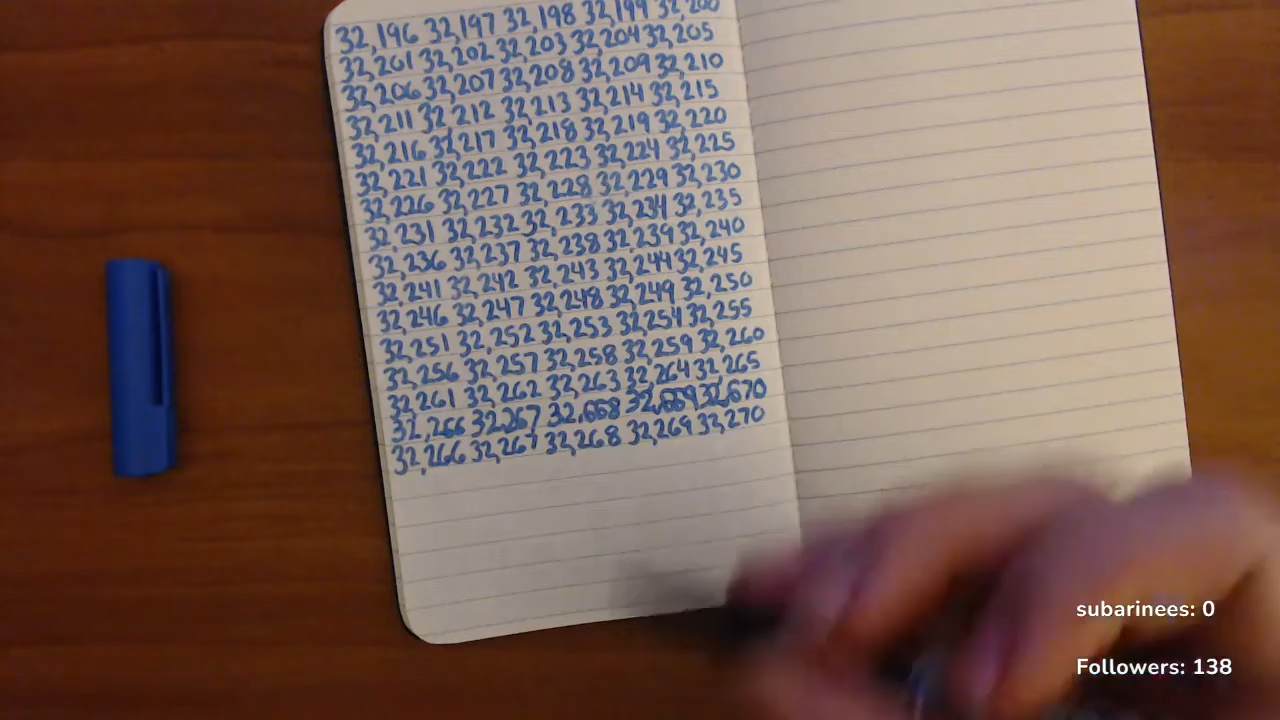 32,196 32,197 32,198 32,199 32,200
32,201 32,202 32,203 32,204 32,205
32,206 32,207 32,208 32,209 32,210
32,211 32,212 32,213 32,214 32,215
32,216 32,217 32,218 32,219 32,220
32,221 32,222 32,223 32,224 32,225
32,226 32,227 32,228 32,229 32,230
32,231 32,232 32,233 32,234 32,235
32,236 32,237 32,238 32,239 32,240
32,241 32,242 32,243 32,244 32,245
32,246 32,247 32,248 32,249 32,250
32,251 32,252 32,253 32,254 32,255
32,256 32,257 32,258 32,259 32,260
32,261 32,262 32,263 32,264 32,265
32,266 32,267 32,668 32,669 32,670
32,266 32,267 32,268 32,269 33,270
subarinees: 0
Followers: 138